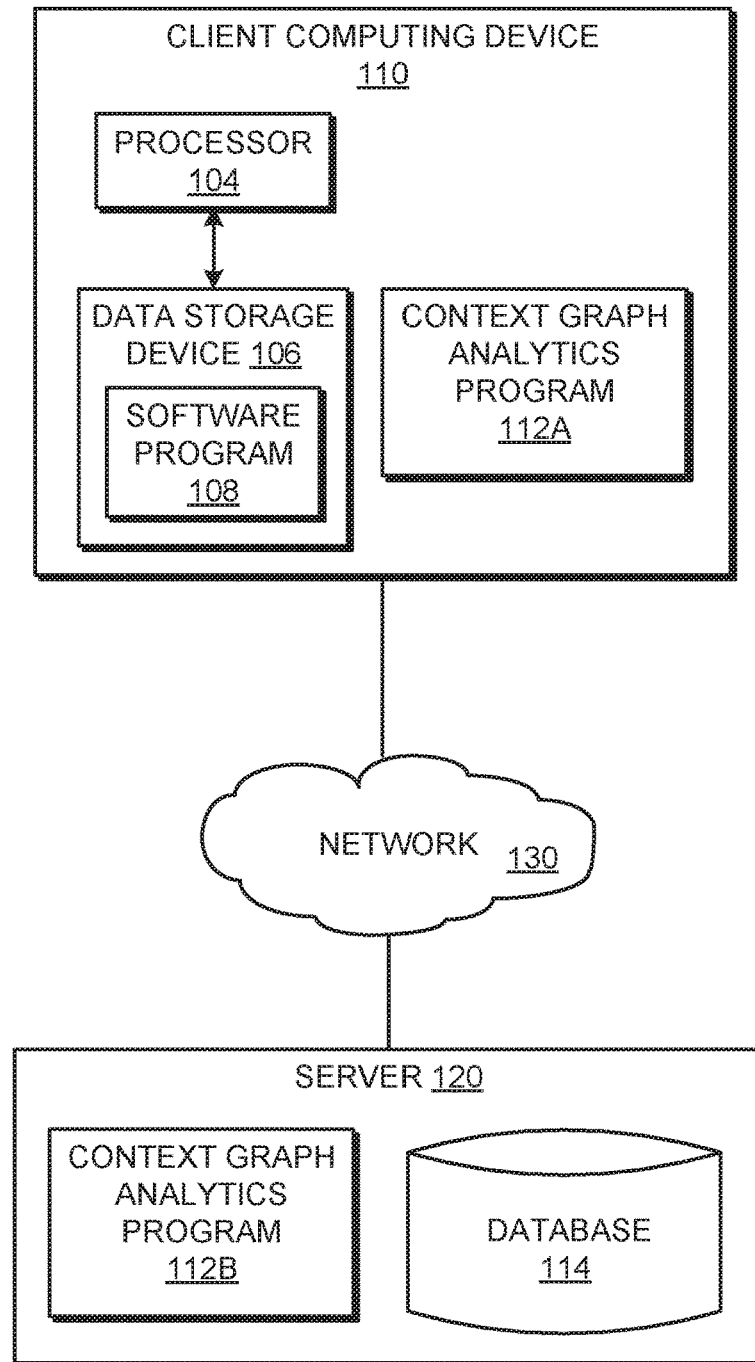 CLIENT COMPUTING DEVICE
110
PROCESSOR
104
DATA STORAGE
DEVICE 106
SOFTWARE
PROGRAM
108
CONTEXT GRAPH
ANALYTICS
PROGRAM
112A
NETWORK 130
SERVER 120
CONTEXT GRAPH
ANALYTICS
PROGRAM
112B
DATABASE
114